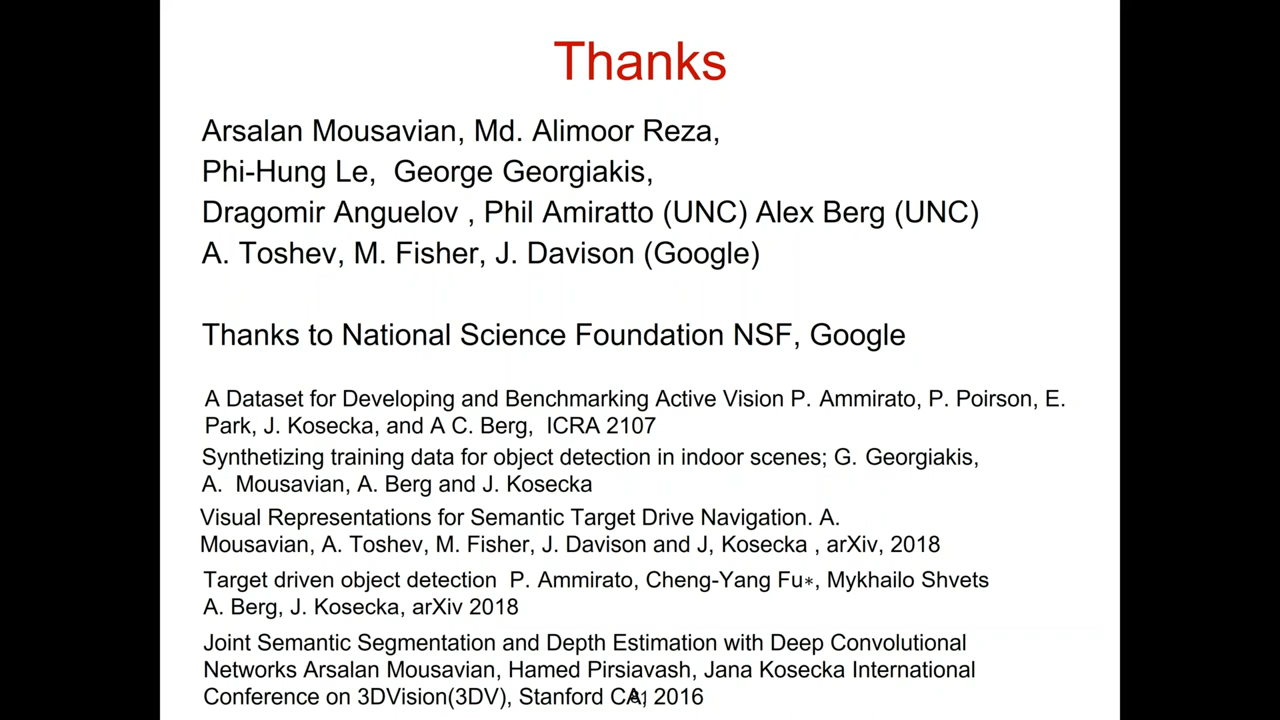 Thanks
Arsalan Mousavian, Md. Alimoor Reza,
Phi-Hung Le, George Georgiakis,
Dragomir Anguelov , Phil Amiratto (UNC) Alex Berg (UNC)
A. Toshev, M. Fisher, J. Davison (Google)
Thanks to National Science Foundation NSF, Google
A Dataset for Developing and Benchmarking Active Vision P. Ammirato, P. Poirson, E.
Park, J. Kosecka, and A C. Berg, ICRA 2107
Synthetizing training data for object detection in indoor scenes; G. Georgiakis,
A. Mousavian, A. Berg and J. Kosecka
Visual Representations for Semantic Target Drive Navigation. A.
Mousavian, A. Toshev, M. Fisher, J. Davison and J, Kosecka , arXiv, 2018
Target driven object detection P. Ammirato, Cheng-Yang Fu*, Mykhailo Shvets
A. Berg, J. Kosecka, arXiv 2018
Joint Semantic Segmentation and Depth Estimation with Deep Convolutional
Networks Arsalan Mousavian, Hamed Pirsiavash, Jana Kosecka International
Conference on 3DVision(3DV), Stanford CA, 2016